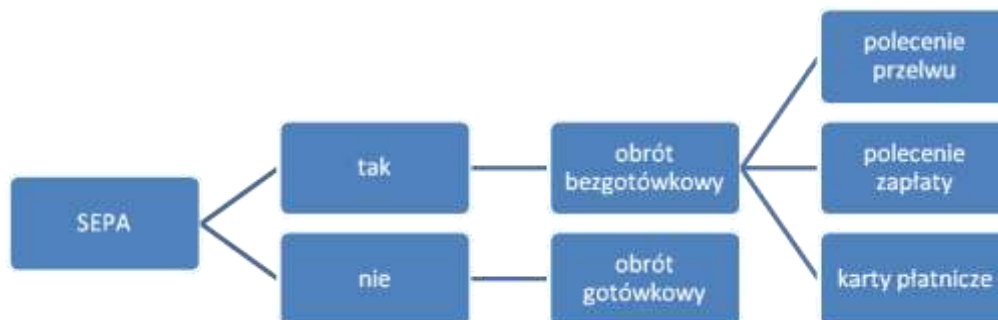 SEPA
tak
nie
obrót
bezgotówkowy
obrót
gotówkowy
polecenie
przelwu
polecenie
zapłaty
karty płatnicze